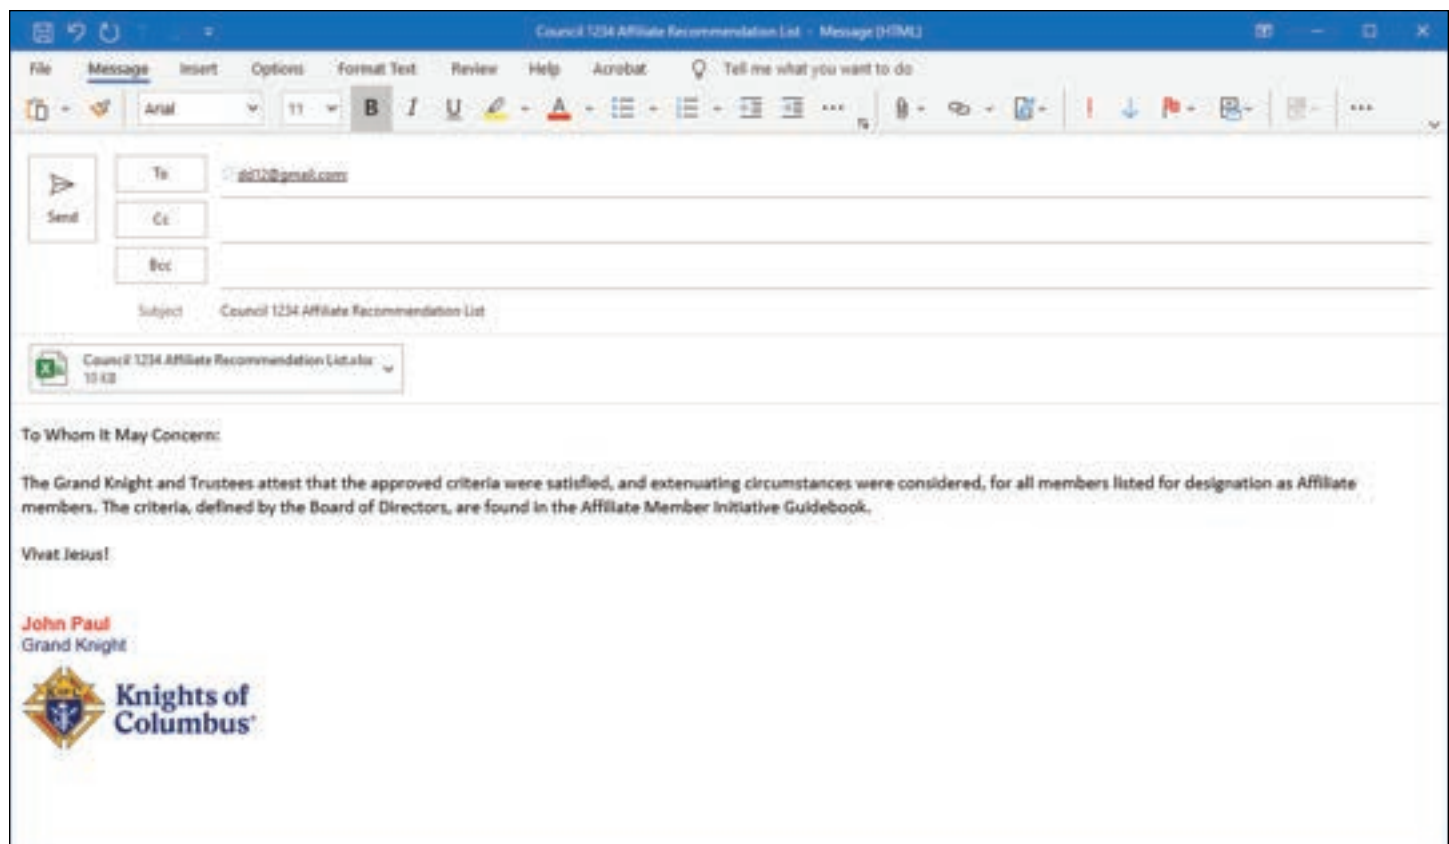 Council 1234 Affiliate Recommendation List - Message (HTML)
File Message Insert Options Format Text Review Help Acrobat Tell me what you want to do
Arial 11 B I U A
To dd12@gmail.com
Send
Cc
Bcc
Subject Council 1234 Affiliate Recommendation List
Council 1234 Affiliate Recommendation List.xlsx
10 KB
To Whom It May Concern:
The Grand Knight and Trustees attest that the approved criteria were satisfied, and extenuating circumstances were considered, for all members listed for designation as Affiliate
members. The criteria, defined by the Board of Directors, are found in the Affiliate Member Initiative Guidebook.
Vivat Jesus!
John Paul
Grand Knight
Knights of
Columbus